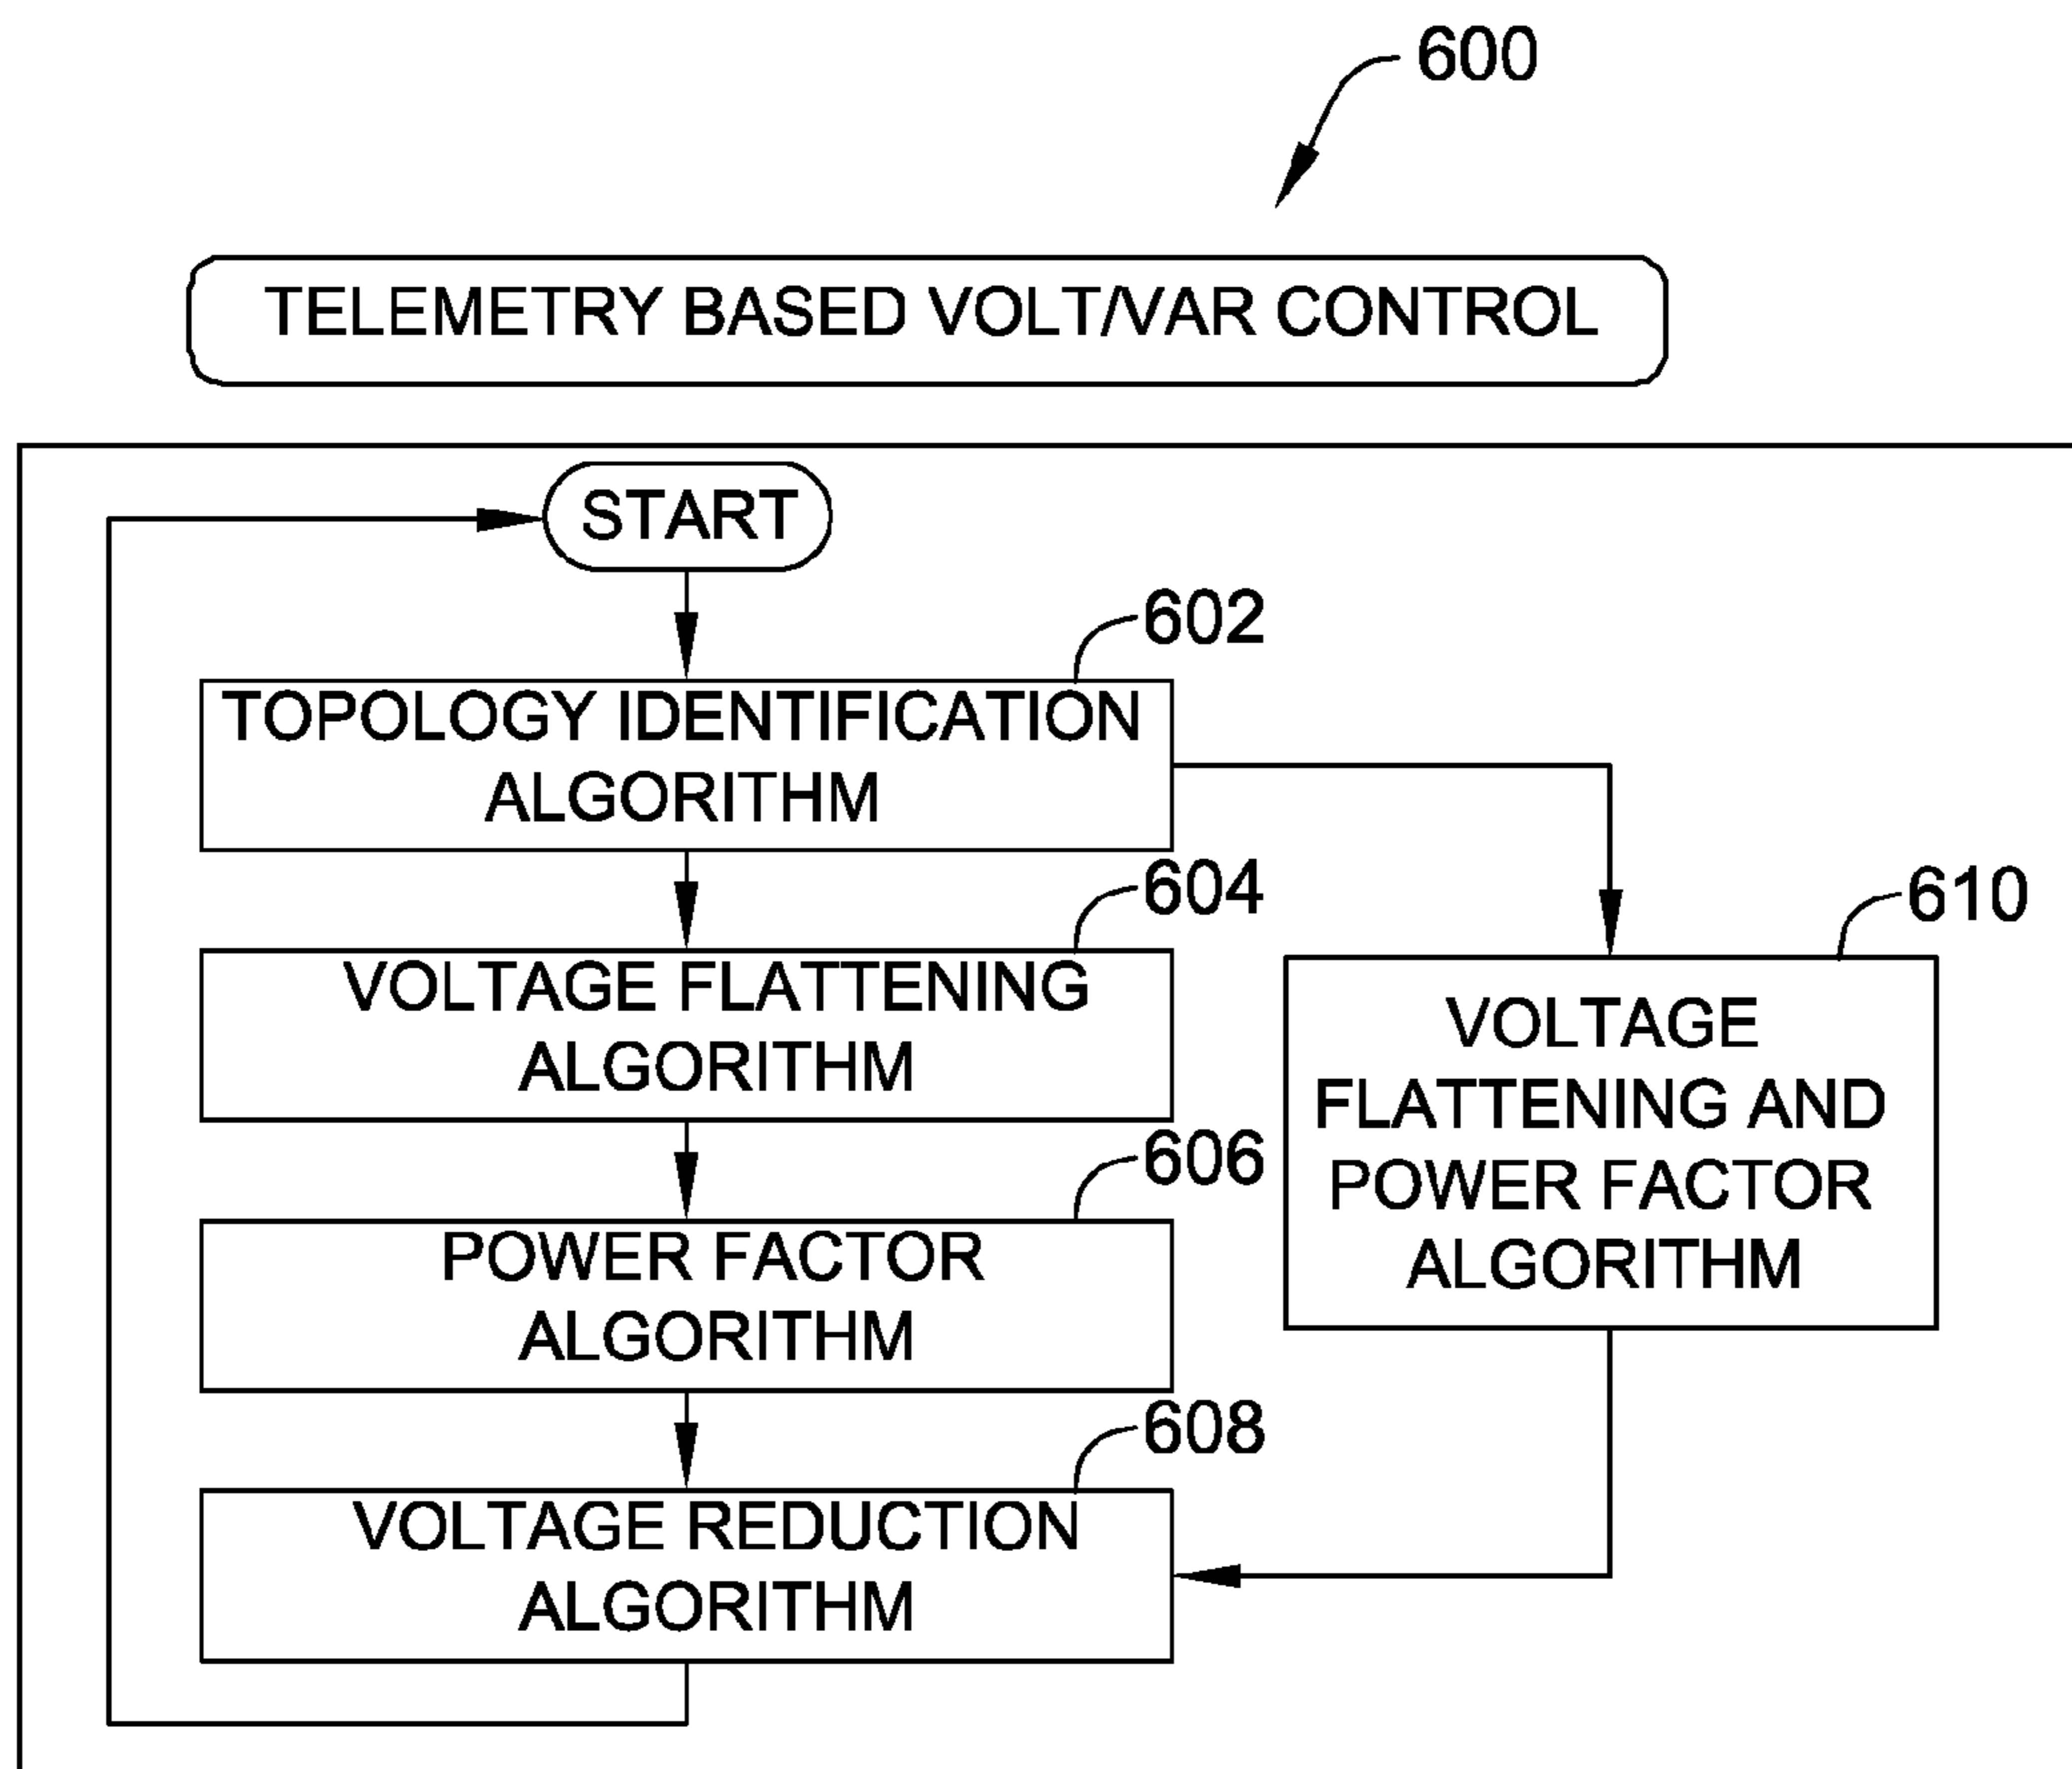 600
TELEMETRY BASED VOLT/VAR CONTROL
START
602
TOPOLOGY IDENTIFICATION
ALGORITHM
604
VOLTAGE FLATTENING
ALGORITHM
606
POWER FACTOR
ALGORITHM
608
VOLTAGE REDUCTION
ALGORITHM
610
VOLTAGE
FLATTENING AND
POWER FACTOR
ALGORITHM